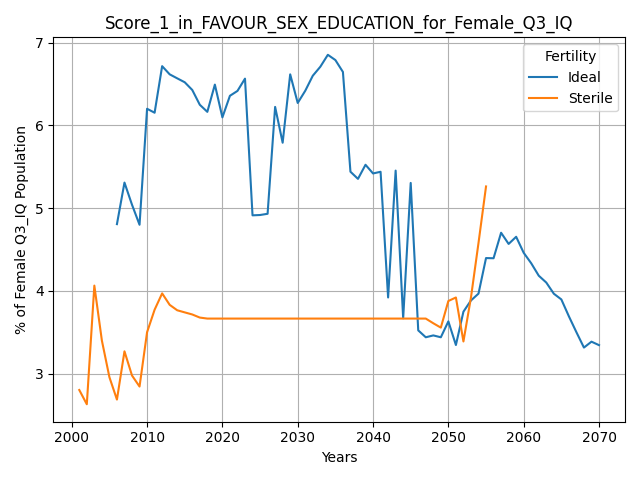 Score_1_in_FAVOUR_SEX_EDUCATION_for_Female_Q3_IQ
7
6
5
4
3
% of Female Q3_IQ Population
Fertility
Ideal
Sterile
2000 2010 2020 2030 2040 2050 2060 2070
Years